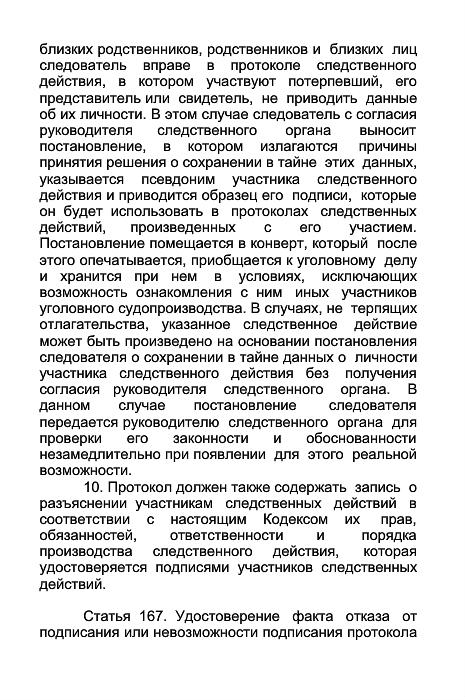 близких родственников, родственников и близких лиц
следователь вправе в протоколе следственного
действия, в котором участвуют потерпевший, его
представитель или свидетель, не приводить данные
об их личности. В этом случае следователь с согласия
руководителя следственного органа выносит
постановление, в котором излагаются причины
принятия решения о сохранении в тайне этих данных,
указывается псевдоним участника следственного
действия и приводится образец его подписи, которые
он будет использовать в протоколах следственных
действий, произведенных с его участием.
Постановление помещается в конверт, который после
этого опечатывается, приобщается к уголовному делу
и хранится при нем в условиях, исключающих
возможность ознакомления с ним иных участников
уголовного судопроизводства. В случаях, не терпящих
отлагательства, указанное следственное действие
может быть произведено на основании постановления
следователя о сохранении в тайне данных о личности
участника следственного действия без получения
согласия руководителя следственного органа. В
данном случае постановление следователя
передается руководителю следственного органа для
проверки его законности и обоснованности
незамедлительно при появлении для этого реальной
возможности.
10. Протокол должен также содержать запись о
разъяснении участникам следственных действий в
соответствии с настоящим Кодексом их прав,
обязанностей, ответственности и порядка
производства следственного действия, которая
удостоверяется подписями участников следственных
действий.
Статья 167. Удостоверение факта отказа от
подписания или невозможности подписания протокола